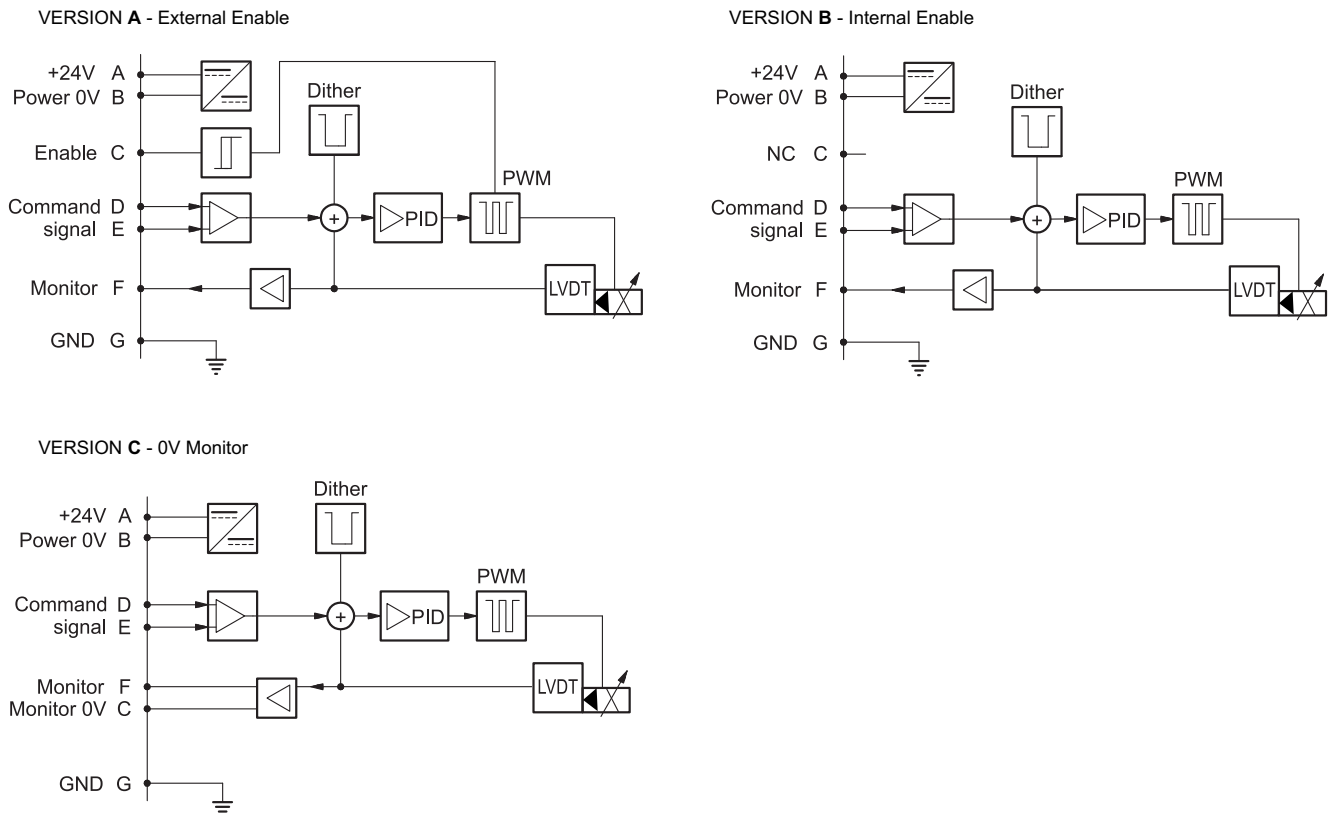 VERSION A - External Enable
+24V A
Power 0V B
Enable C
Command D
signal E
Monitor F
GND G
Dither
+
PID
PWM
LVDT
VERSION B - Internal Enable
+24V A
Power 0V B
NC C
Command D
signal E
Monitor F
GND G
Dither
+
PID
PWM
LVDT
VERSION C - 0V Monitor
+24V A
Power 0V B
Command D
signal E
Monitor F
Monitor 0V C
GND G
Dither
+
PID
PWM
LVDT